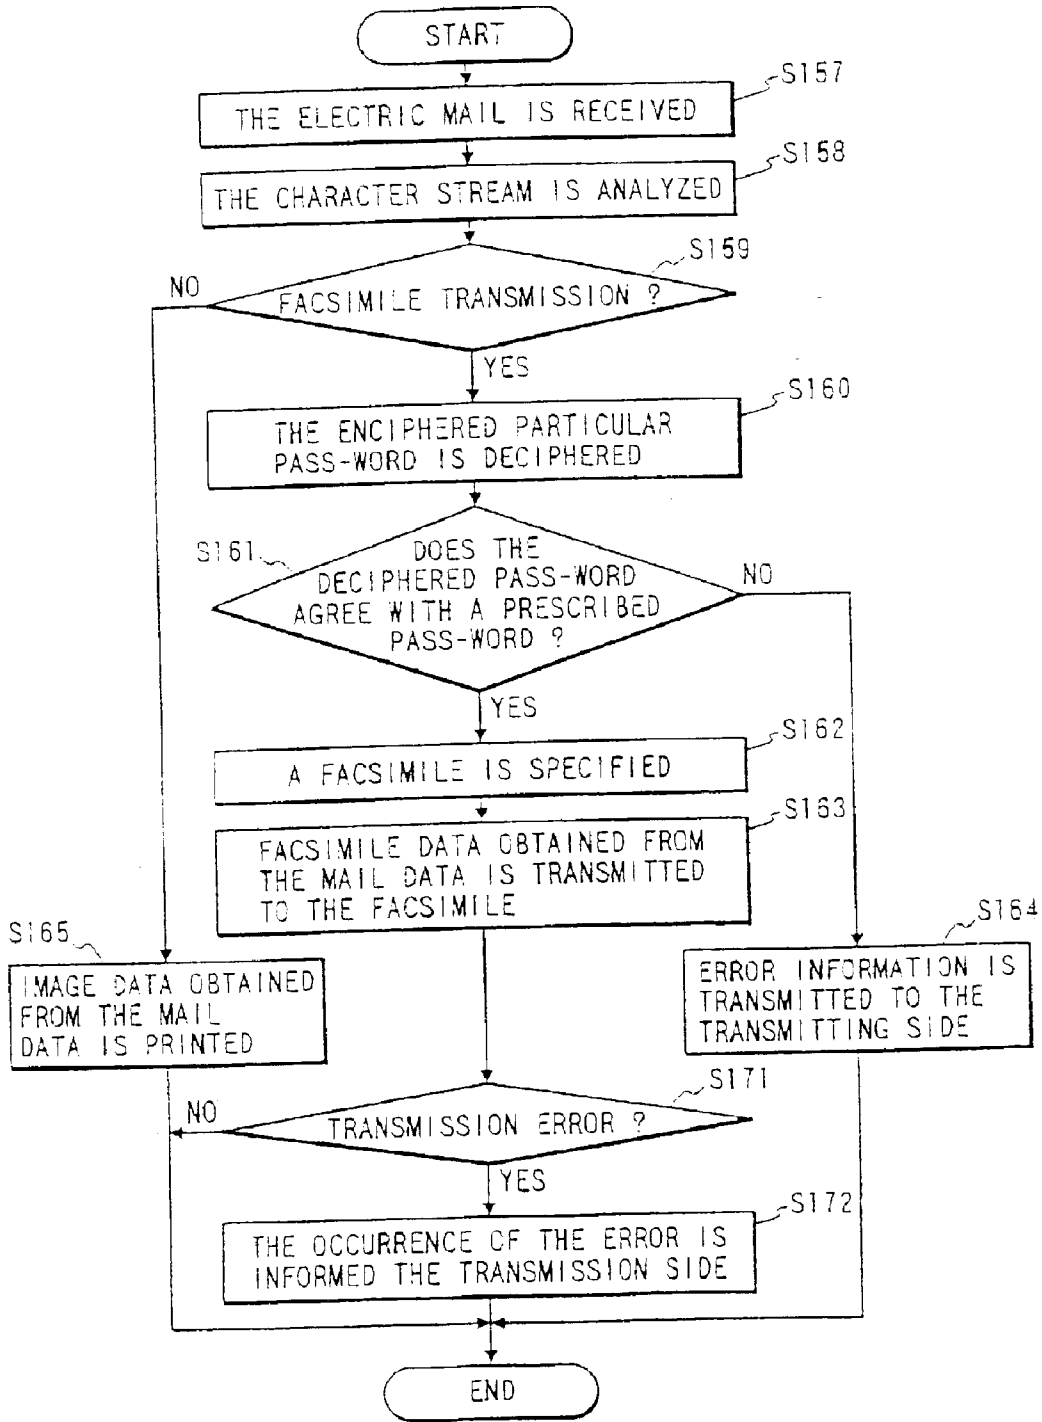 START
S157
THE ELECTRIC MAIL IS RECEIVED
S158
THE CHARACTER STREAM IS ANALYZED
S159
NO
FACSIMILE TRANSMISSION ?
YES
S160
THE ENCIPHERED PARTICULAR
PASS-WORD IS DECIPHERED
S161
DOES THE
DECIPHERED PASS-WORD
AGREE WITH A PRESCRIBED
PASS-WORD ?
NO
YES
S162
A FACSIMILE IS SPECIFIED
S163
FACSIMILE DATA OBTAINED FROM
THE MAIL DATA IS TRANSMITTED
TO THE FACSIMILE
S165
IMAGE DATA OBTAINED
FROM THE MAIL
DATA IS PRINTED
S164
ERROR INFORMATION IS
TRANSMITTED TO THE
TRANSMITTING SIDE
S171
NO
TRANSMISSION ERROR ?
YES
S172
THE OCCURRENCE OF THE ERROR IS
INFORMED THE TRANSMISSION SIDE
END